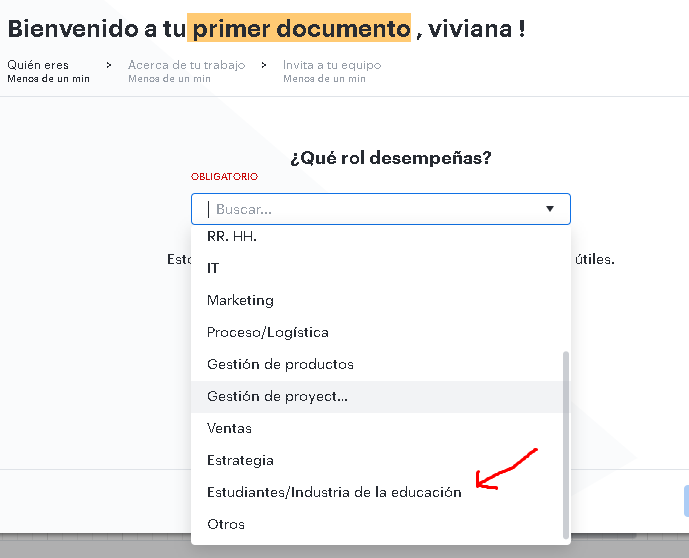 Bienvenido a tu primer documento , viviana !
Quién eres > Acerca de tu trabajo > Invita a tu equipo
Menos de un min Menos de un min Menos de un min
¿Qué rol desempeñas?
OBLIGATORIO
Buscar...
RR. HH.
útiles.
IT
Marketing
Proceso/Logística
Gestión de productos
Gestión de proyect...
Ventas
Estrategia
Estudiantes/Industria de la educación
Otros